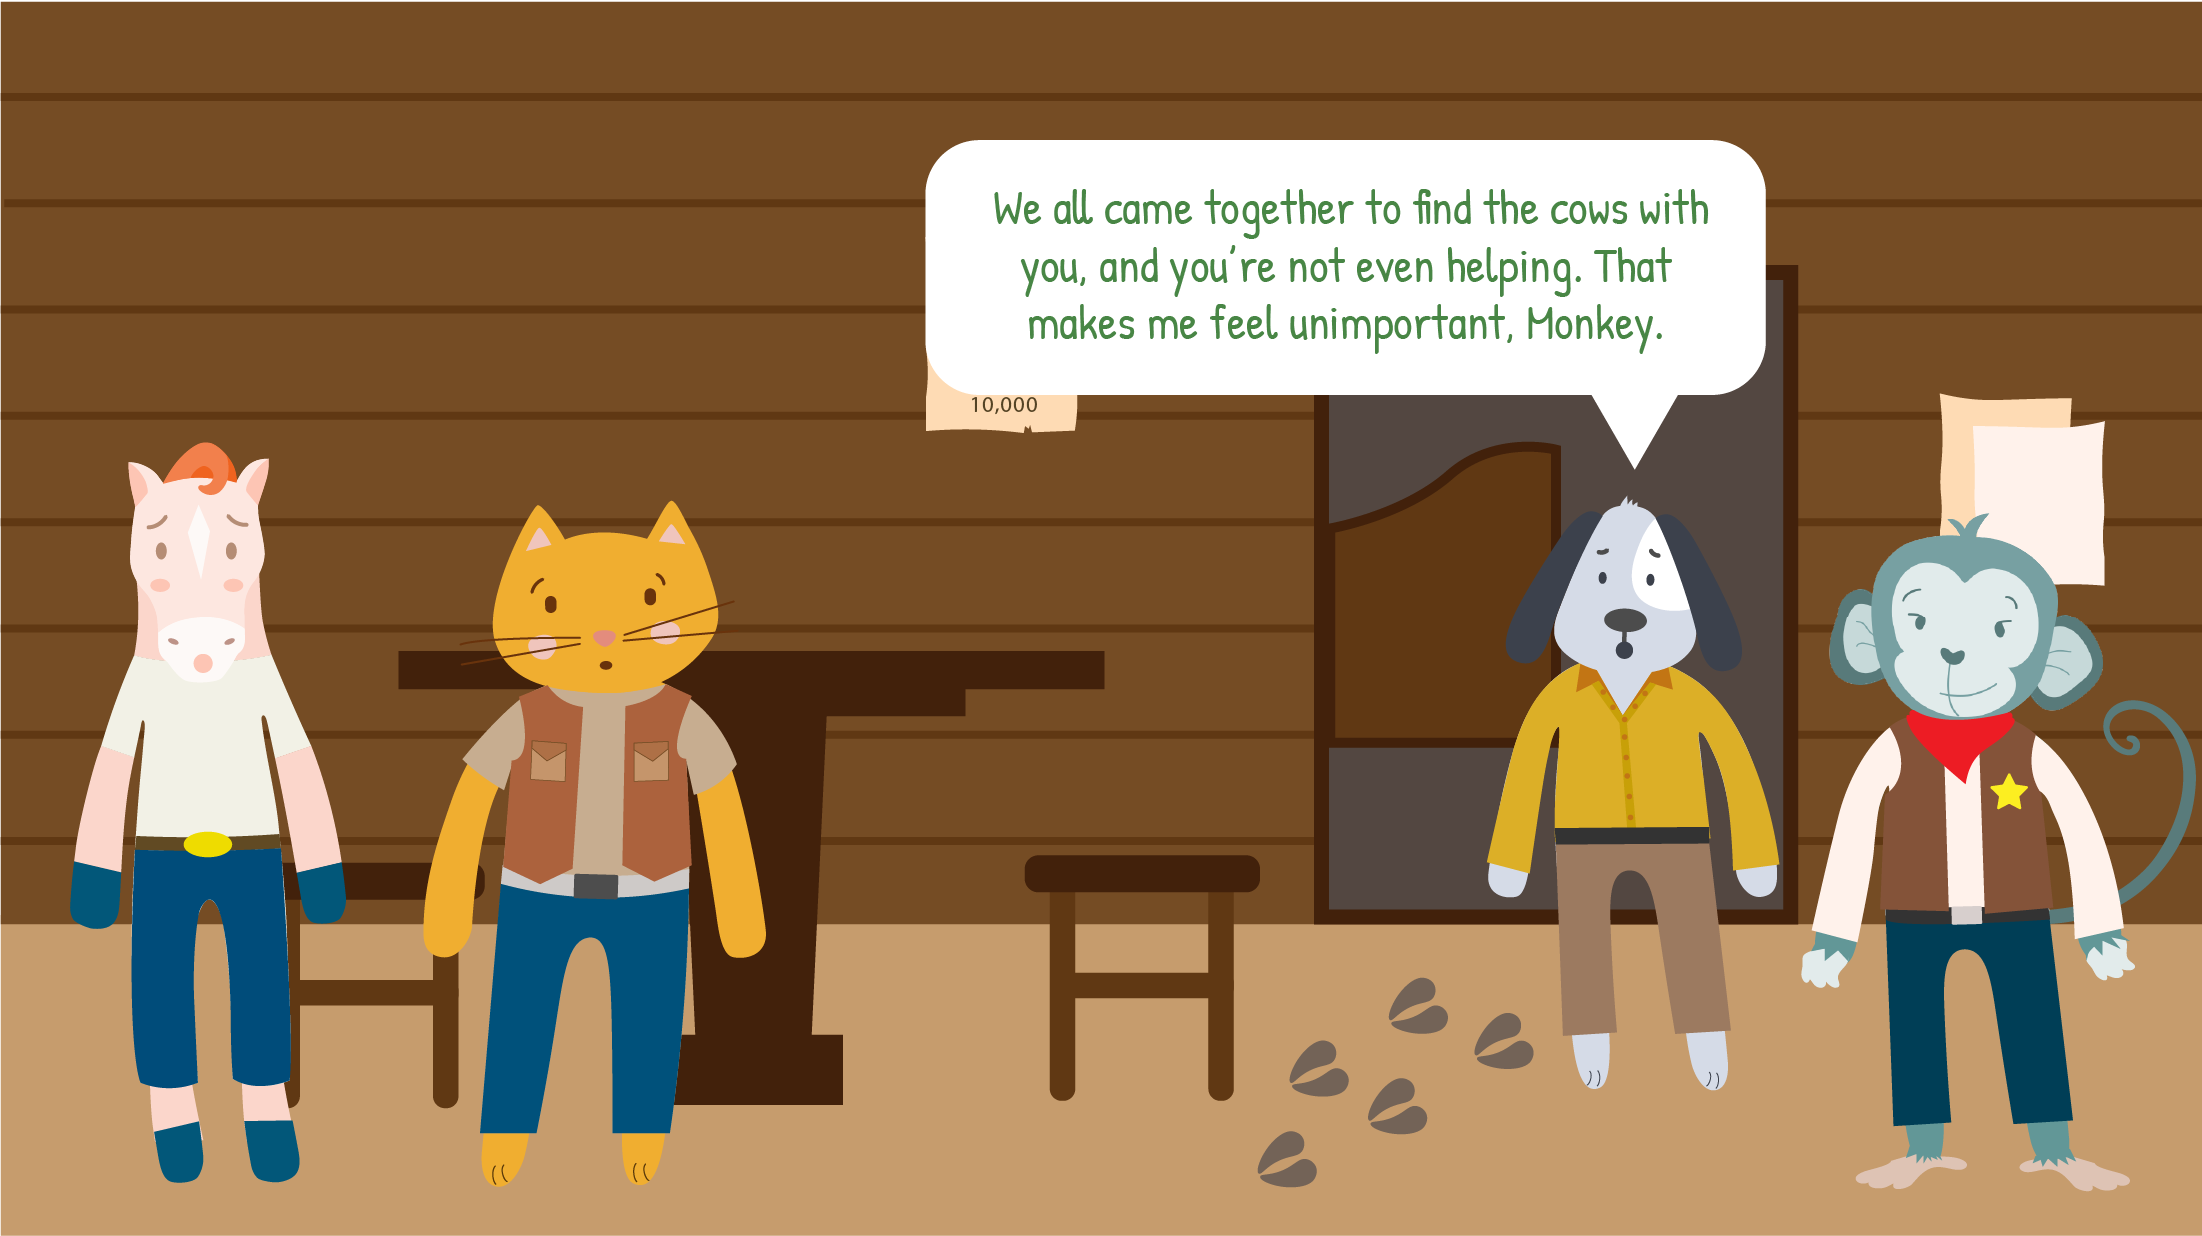 We all came together to find the cows with
you, and you're not even helping. That
makes me feel unimportant, Monkey.
10,000